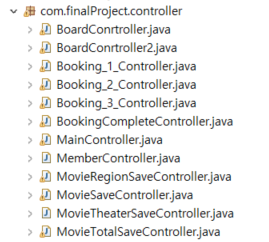 com.finalProject.controller
BoardConrtroller.java
BoardConrtroller2.java
Booking_1_Controller.java
Booking_2_Controller.java
Booking_3_Controller.java
BookingCompleteController.java
MainController.java
MemberController.java
MovieRegionSaveController.java
MovieSaveController.java
MovieTheaterSaveController.java
MovieTotalSaveController.java